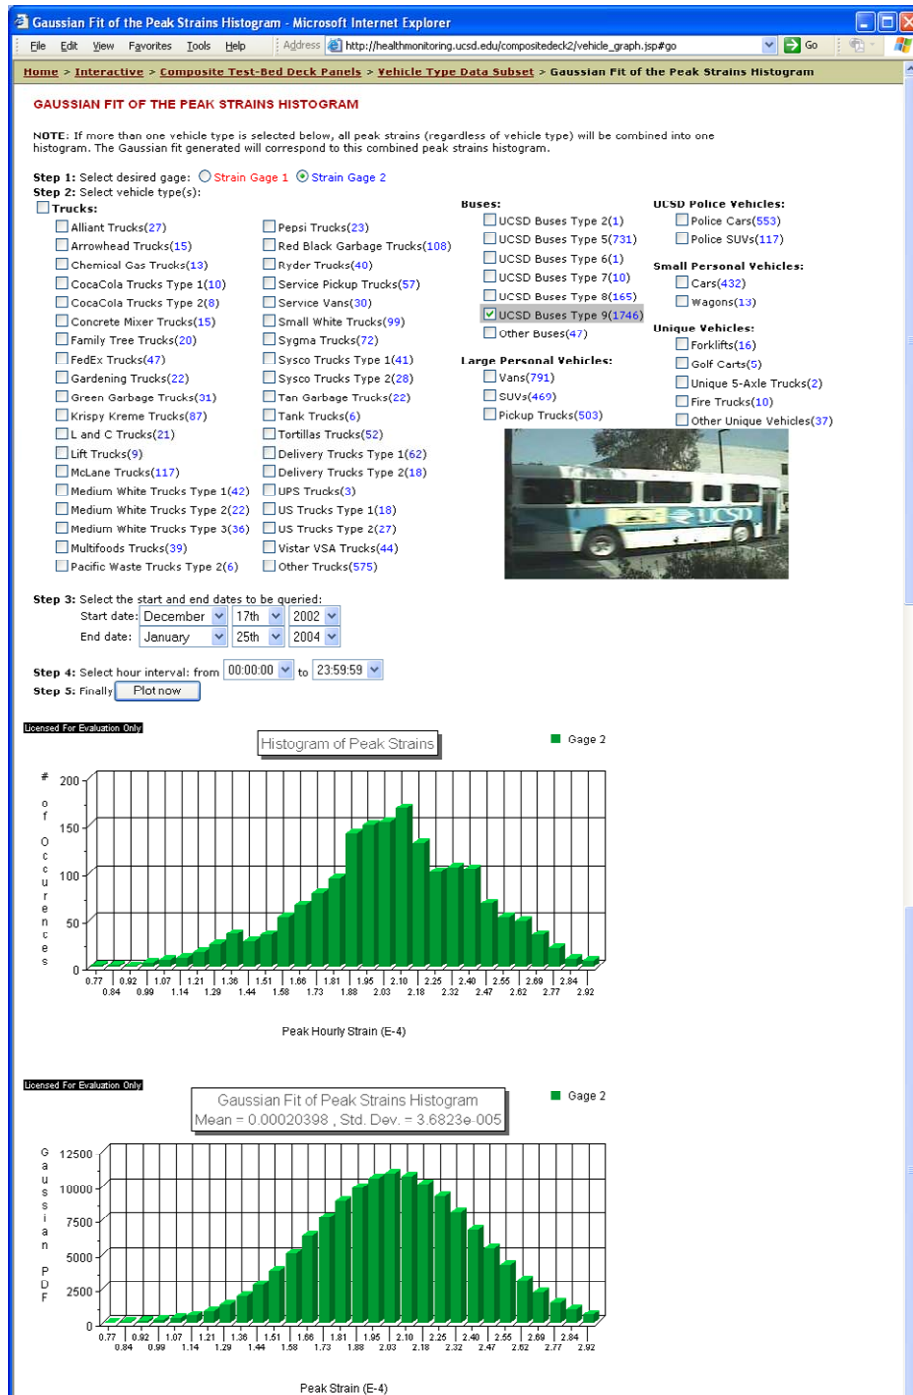 Gaussian Fit of the Peak Strains Histogram - Microsoft Internet Explorer
File Edit View Favorites Tools Help Address http://healthmonitoring.ucsd.edu/compositedeck2/vehicle_graph.jsp#go Go
Home > Interactive > Composite Test-Bed Deck Panels > Vehicle Type Data Subset > Gaussian Fit of the Peak Strains Histogram
GAUSSIAN FIT OF THE PEAK STRAINS HISTOGRAM
NOTE: If more than one vehicle type is selected below, all peak strains (regardless of vehicle type) will be combined into one
histogram. The Gaussian fit generated will correspond to this combined peak strains histogram.
Step 1: Select desired gage: Strain Gage 1 Strain Gage 2
Step 2: Select vehicle type(s):
Trucks:
Alliant Trucks(27)
Arrowhead Trucks(15)
Chemical Gas Trucks(13)
CocaCola Trucks Type 1(10)
CocaCola Trucks Type 2(8)
Concrete Mixer Trucks(15)
Family Tree Trucks(20)
FedEx Trucks(47)
Gardening Trucks(22)
Green Garbage Trucks(31)
Krispy Kreme Trucks(87)
L and C Trucks(21)
Lift Trucks(9)
McLane Trucks(117)
Medium White Trucks Type 1(42)
Medium White Trucks Type 2(22)
Medium White Trucks Type 3(36)
Multifoods Trucks(39)
Pacific Waste Trucks Type 2(6)
Pepsi Trucks(23)
Red Black Garbage Trucks(108)
Ryder Trucks(40)
Service Pickup Trucks(57)
Service Vans(30)
Small White Trucks(99)
Sygma Trucks(72)
Sysco Trucks Type 1(41)
Sysco Trucks Type 2(28)
Tan Garbage Trucks(22)
Tank Trucks(6)
Tortillas Trucks(52)
Delivery Trucks Type 1(62)
Delivery Trucks Type 2(18)
UPS Trucks(3)
US Trucks Type 1(18)
US Trucks Type 2(27)
Vistar VSA Trucks(44)
Other Trucks(575)
Buses:
UCSD Buses Type 2(1)
UCSD Buses Type 5(731)
UCSD Buses Type 6(1)
UCSD Buses Type 7(10)
UCSD Buses Type 8(165)
UCSD Buses Type 9(1746)
Other Buses(47)
Large Personal Vehicles:
Vans(791)
SUVs(469)
Pickup Trucks(503)
UCSD Police Vehicles:
Police Cars(553)
Police SUVs(117)
Small Personal Vehicles:
Cars(432)
Wagons(13)
Unique Vehicles:
Forklifts(16)
Golf Carts(5)
Unique 5-Axle Trucks(2)
Fire Trucks(10)
Other Unique Vehicles(37)
UCSD
Step 3: Select the start and end dates to be queried:
Start date: December 17th 2002
End date: January 25th 2004
Step 4: Select hour interval: from 00:00:00 to 23:59:59
Step 5: Finally Plot now
Licensed For Evaluation Only
Histogram of Peak Strains
Gage 2
# of Occurences
200
150
100
50
0
0.77 0.92 1.07 1.21 1.36 1.51 1.66 1.81 1.95 2.10 2.25 2.40 2.55 2.69 2.84
0.84 0.99 1.14 1.29 1.44 1.58 1.73 1.88 2.03 2.18 2.32 2.47 2.62 2.77 2.92
Peak Hourly Strain (E-4)
Licensed For Evaluation Only
Gaussian Fit of Peak Strains Histogram
Mean = 0.00020398 , Std. Dev. = 3.6823e-005
Gage 2
Gaussian PDF
12500
10000
7500
5000
2500
0
0.77 0.92 1.07 1.21 1.36 1.51 1.66 1.81 1.95 2.10 2.25 2.40 2.55 2.69 2.84
0.84 0.99 1.14 1.29 1.44 1.58 1.73 1.88 2.03 2.18 2.32 2.47 2.62 2.77 2.92
Peak Strain (E-4)